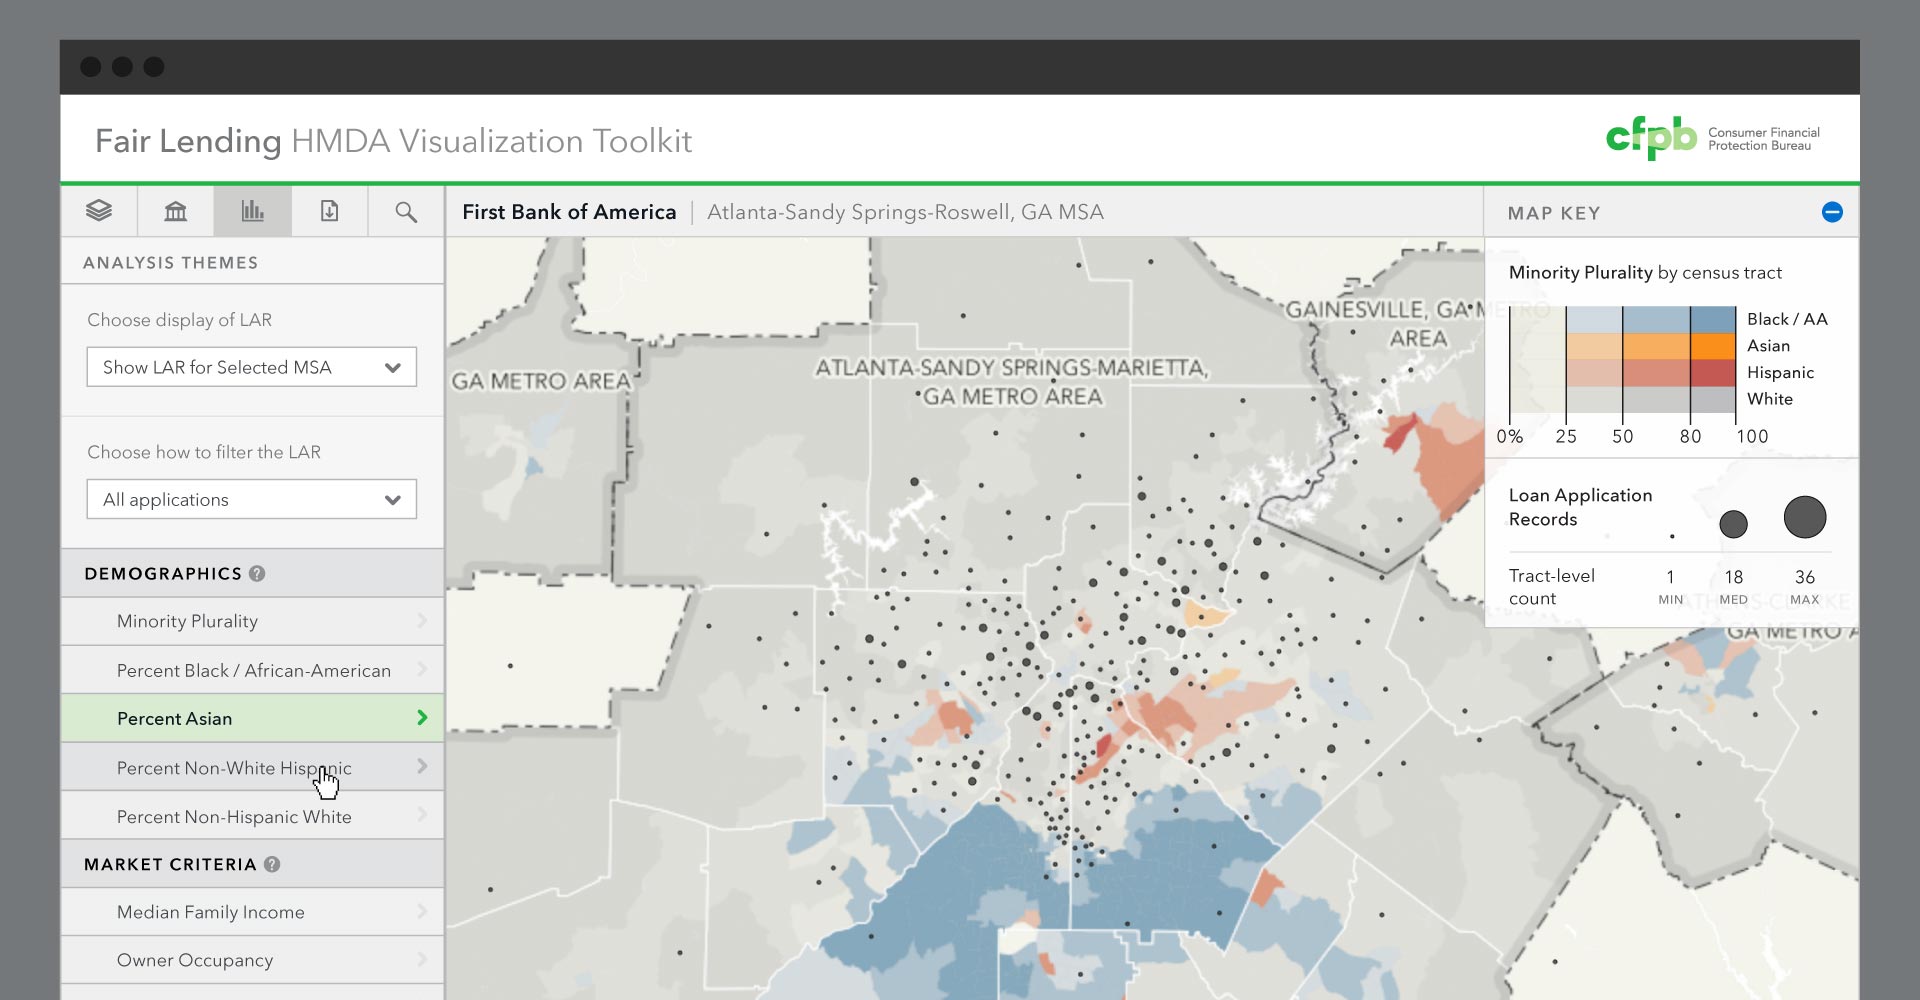 Fair Lending HMDA Visualization Toolkit
cfpb Consumer Financial
Protection Bureau
First Bank of America | Atlanta-Sandy Springs-Roswell, GA MSA
MAP KEY
ANALYSIS THEMES
Choose display of LAR
Show LAR for Selected MSA
Choose how to filter the LAR
All applications
DEMOGRAPHICS ?
Minority Plurality
Percent Black / African-American
Percent Asian
Percent Non-White Hispanic
Percent Non-Hispanic White
MARKET CRITERIA ?
Median Family Income
Owner Occupancy
GA METRO AREA
ATLANTA-SANDY SPRINGS-MARIETTA,
GA METRO AREA
GAINESVILLE, GA METRO
AREA
Minority Plurality by census tract
Black / AA
Asian
Hispanic
White
0% 25 50 80 100
Loan Application
Records
Tract-level
count
1 18 36
MIN MED MAX
ATHENS-CLARKE
GA METRO A